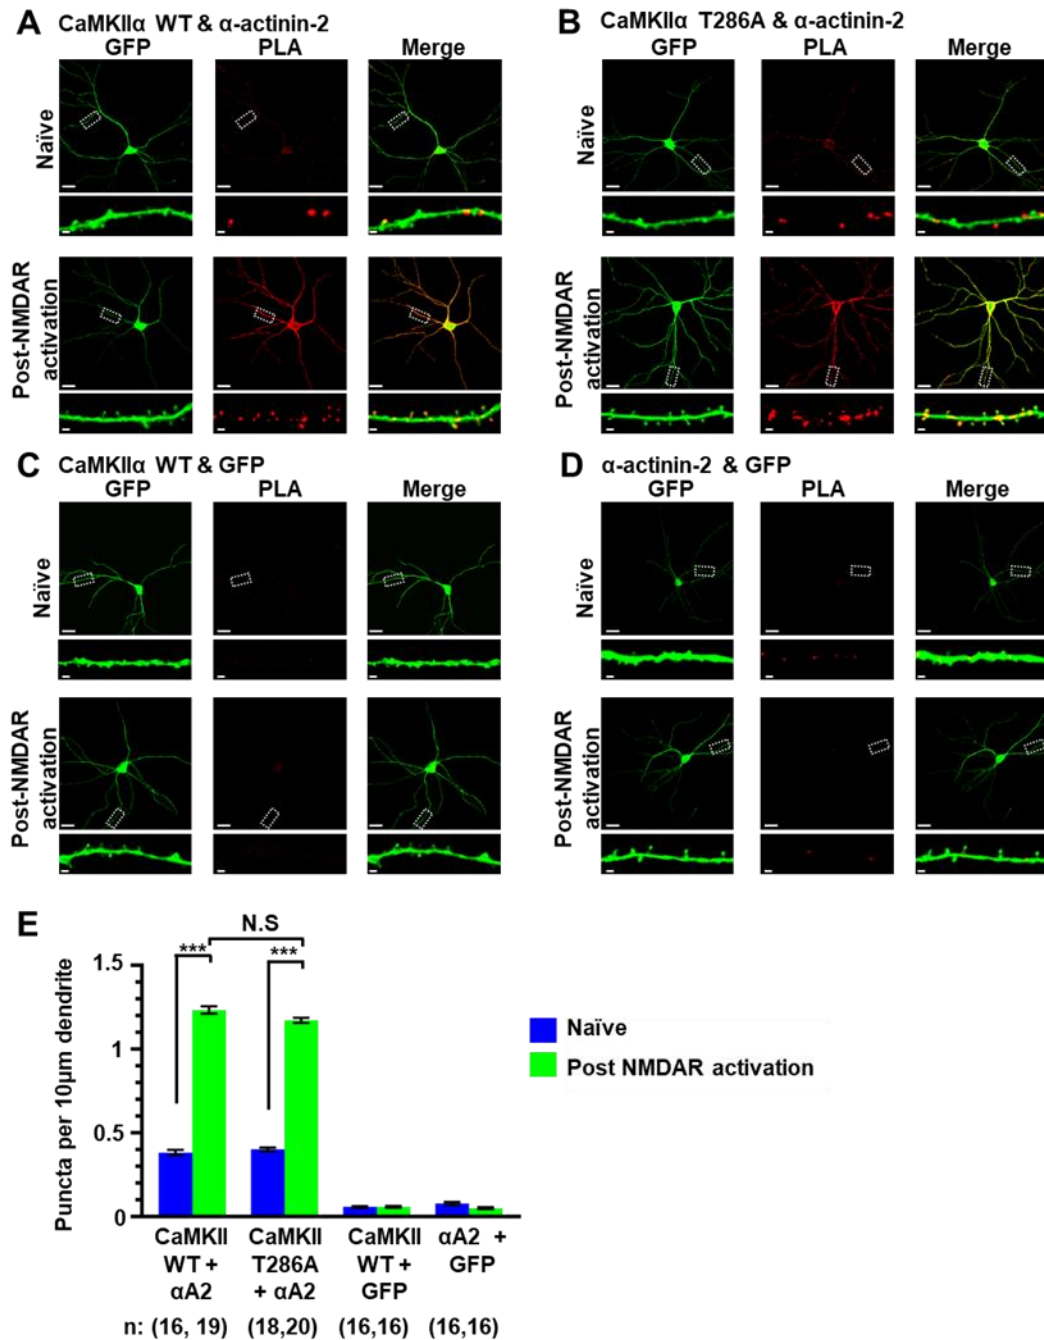 A CaMKIIα WT & α-actinin-2
GFP PLA Merge
Naïve
Post-NMDAR
activation
B CaMKIIα T286A & α-actinin-2
GFP PLA Merge
Naïve
Post-NMDAR
activation
C CaMKIIα WT & GFP
GFP PLA Merge
Naïve
Post-NMDAR
activation
D α-actinin-2 & GFP
GFP PLA Merge
Naïve
Post-NMDAR
activation
E
N.S
*** ***
Puncta per 10μm dendrite
1.5
1
0.5
0
Naïve
Post NMDAR activation
CaMKII CaMKII CaMKII αA2 +
WT + T286A WT + GFP
αA2 + αA2 GFP
n: (16, 19) (18,20) (16,16) (16,16)